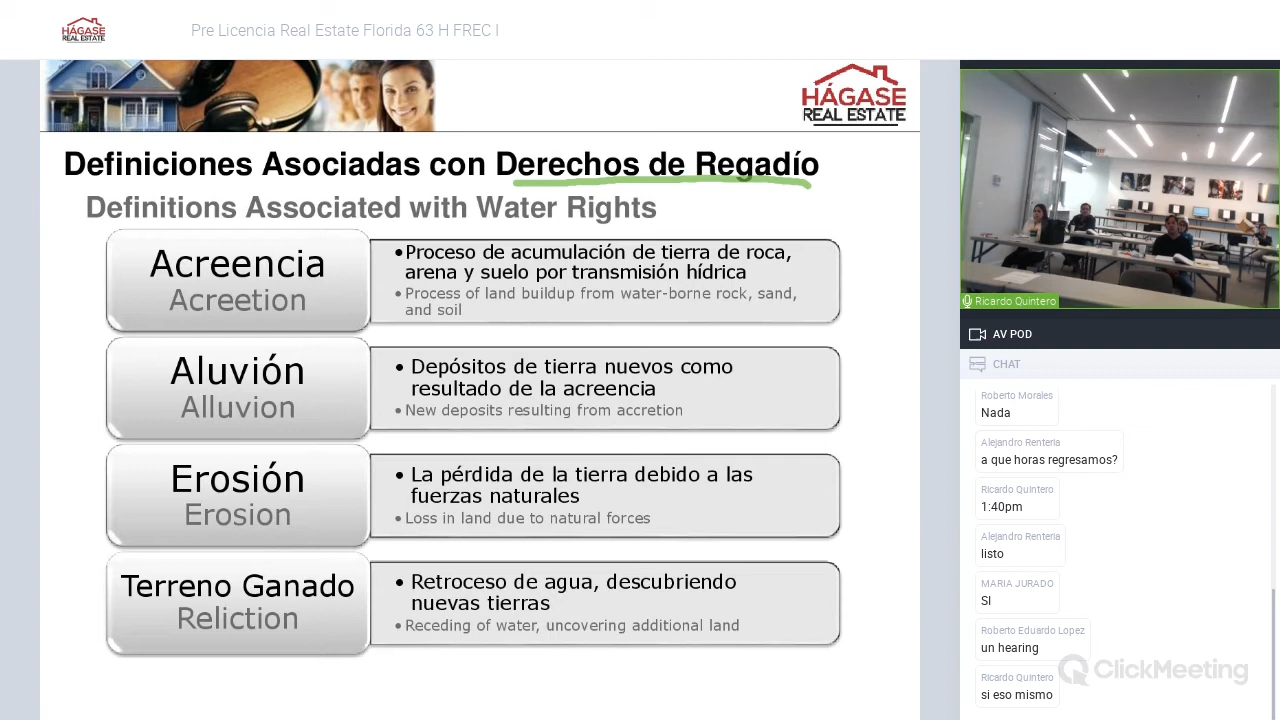 HÁGASE
REAL ESTATE
Pre Licencia Real Estate Florida 63 H FREC I
HÁGASE
REAL ESTATE
Definiciones Asociadas con Derechos de Regadío
Definitions Associated with Water Rights
Acreencia
Acreetion
•Proceso de acumulación de tierra de roca,
arena y suelo por transmisión hídrica
•Process of land buildup from water-borne rock, sand,
and soil
Aluvión
Alluvion
• Depósitos de tierra nuevos como
resultado de la acreencia
•New deposits resulting from accretion
Erosión
Erosion
• La pérdida de la tierra debido a las
fuerzas naturales
•Loss in land due to natural forces
Terreno Ganado
Reliction
• Retroceso de agua, descubriendo
nuevas tierras
•Receding of water, uncovering additional land
Ricardo Quintero
AV POD
CHAT
Roberto Morales
Nada
Alejandro Renteria
a que horas regresamos?
Ricardo Quintero
1:40pm
Alejandro Renteria
listo
MARIA JURADO
SI
Roberto Eduardo Lopez
un hearing
Ricardo Quintero
si eso mismo
ClickMeeting